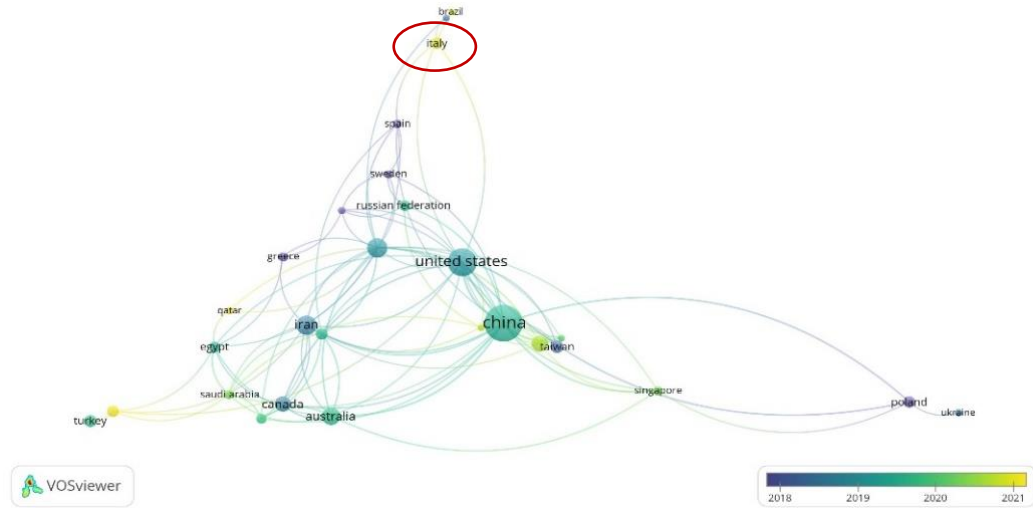 brazil
italy
spain
sweden
russian federation
greece
united states
qatar
iran
china
egypt
taiwan
saudi arabia
canada
singapore
australia
turkey
poland
ukraine
VOSviewer
2018 2019 2020 2021